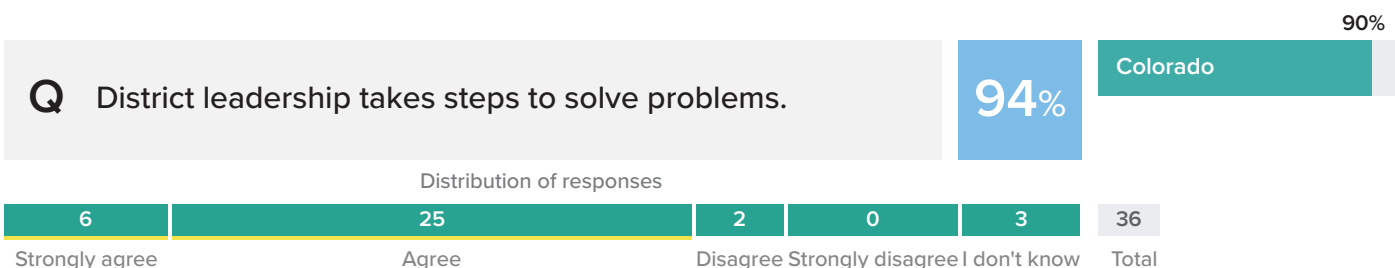 90%
Q District leadership takes steps to solve problems.
94%
Colorado
Distribution of responses
6 25 2 0 3 36
Strongly agree Agree Disagree Strongly disagree I don't know Total